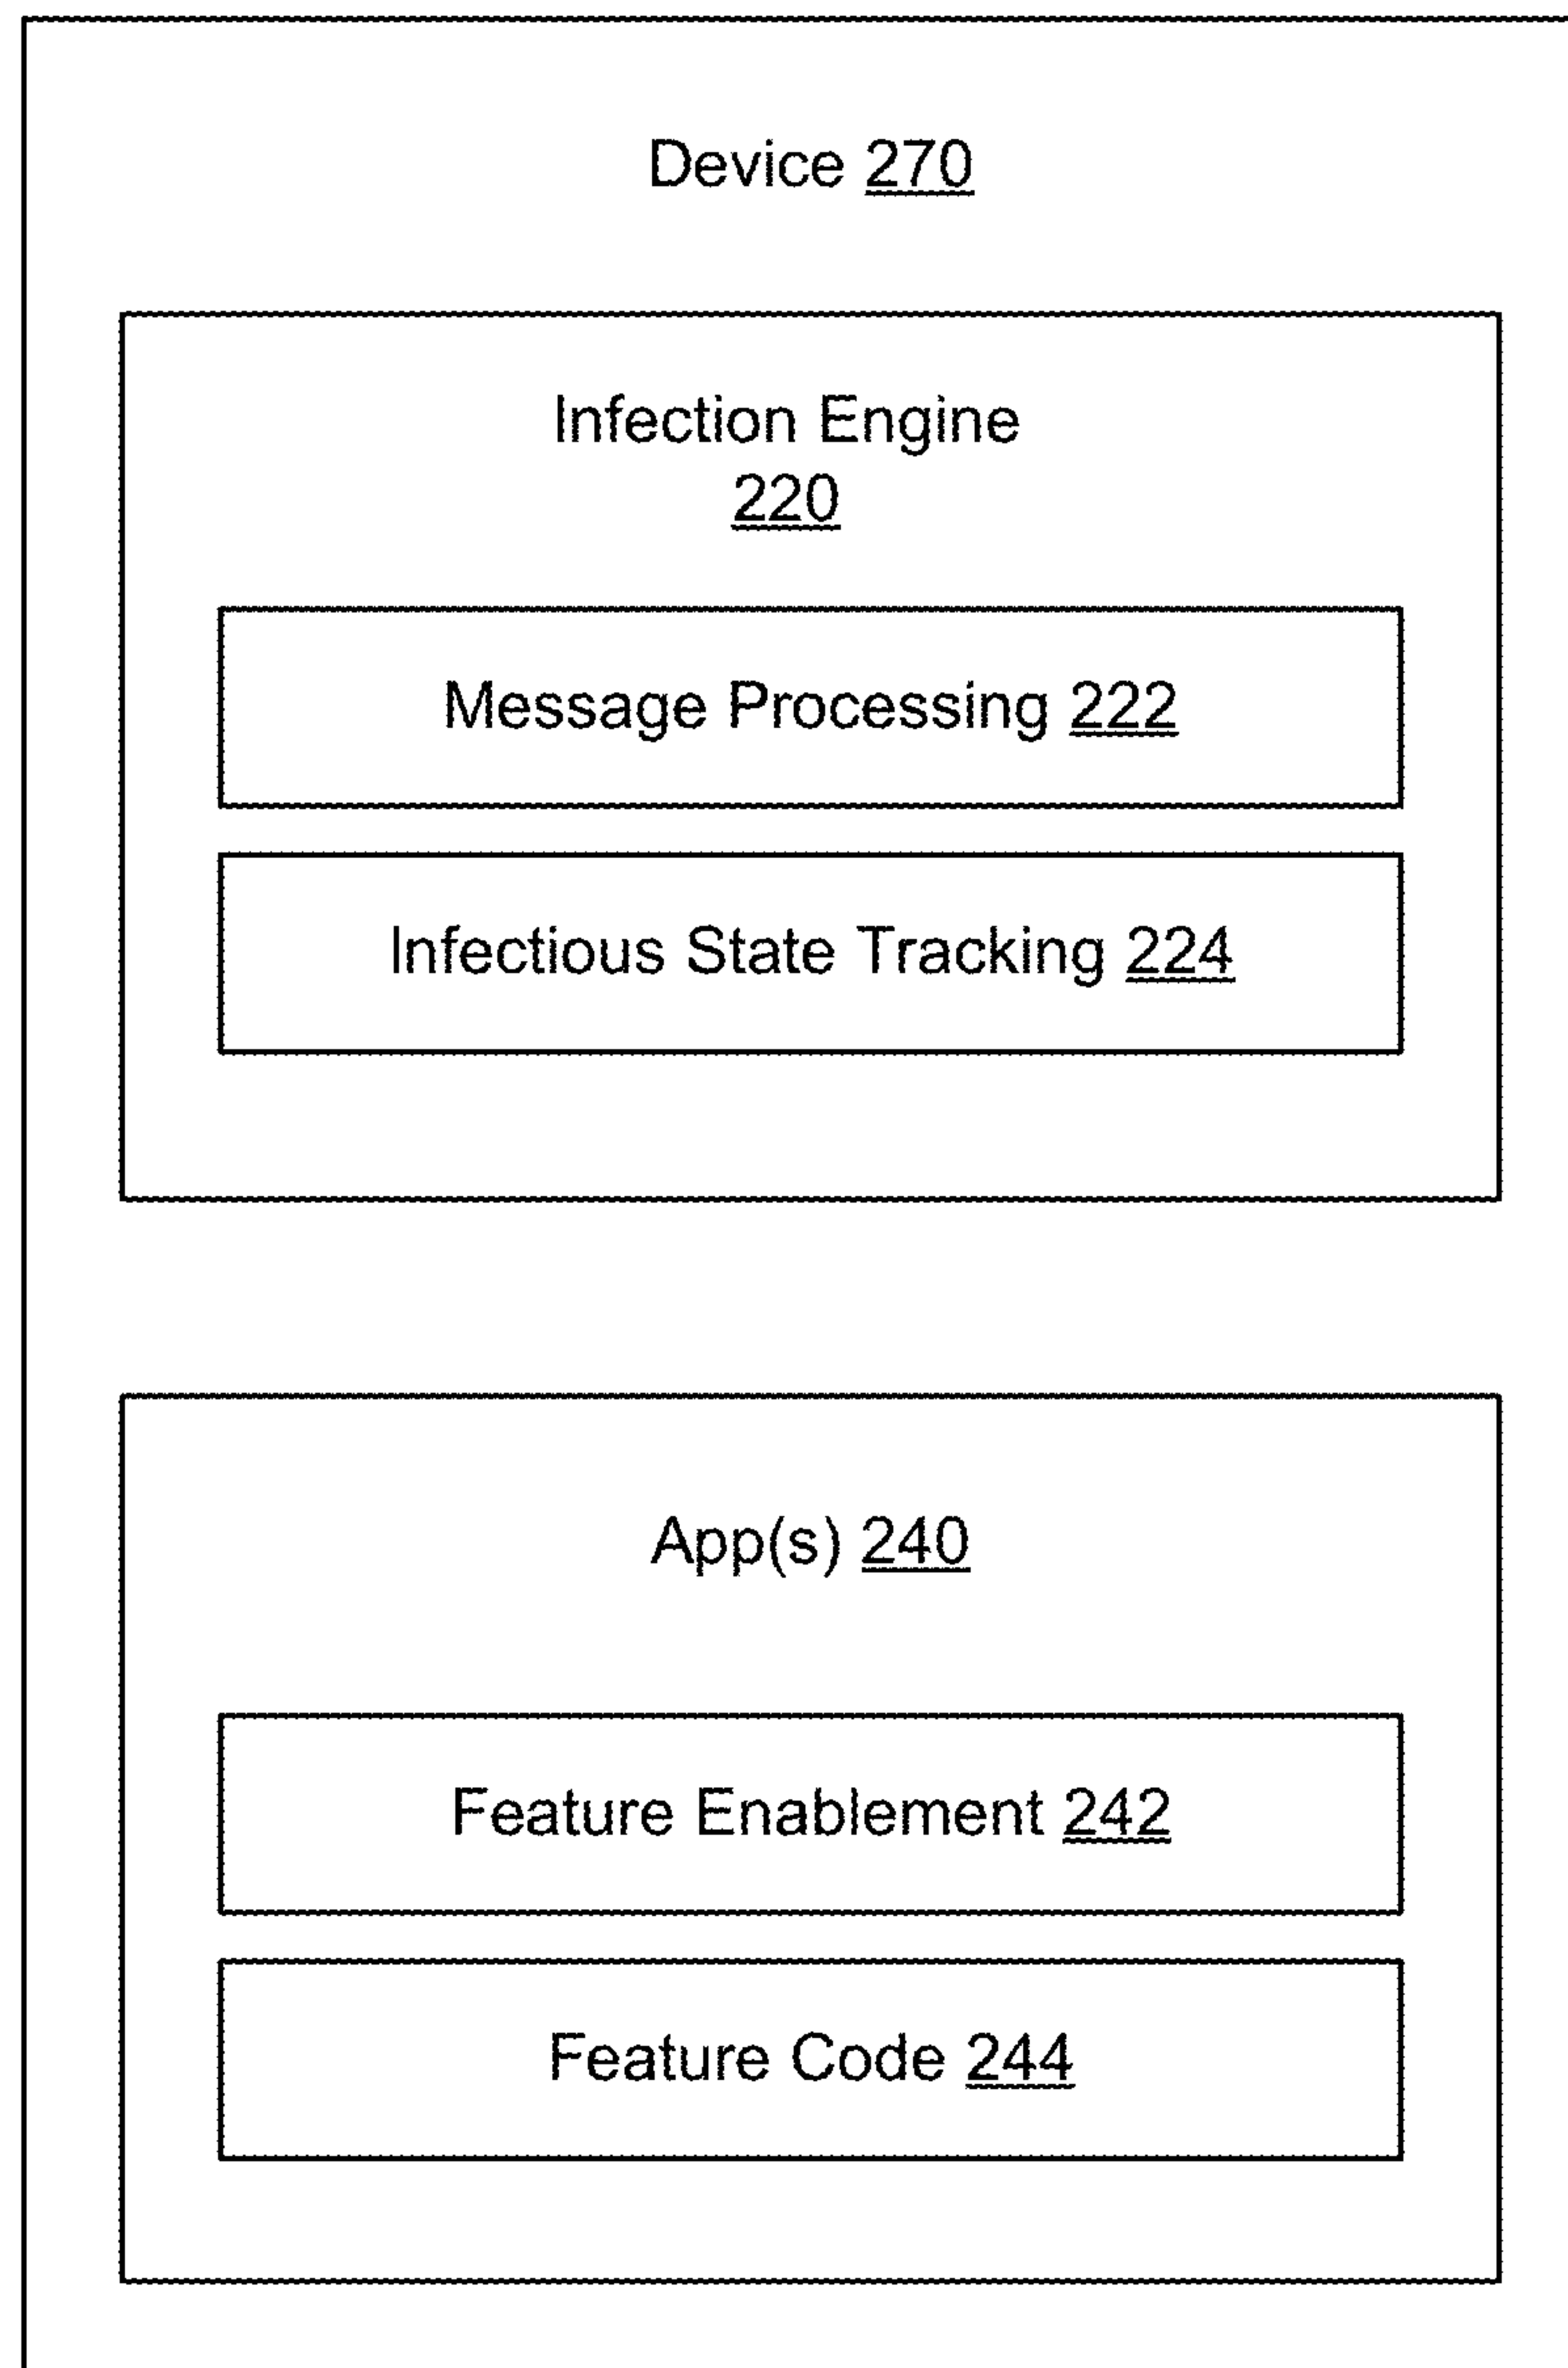 Device 270
Infection Engine
220
Message Processing 222
Infectious State Tracking 224
App(s) 240
Feature Enablement 242
Feature Code 244